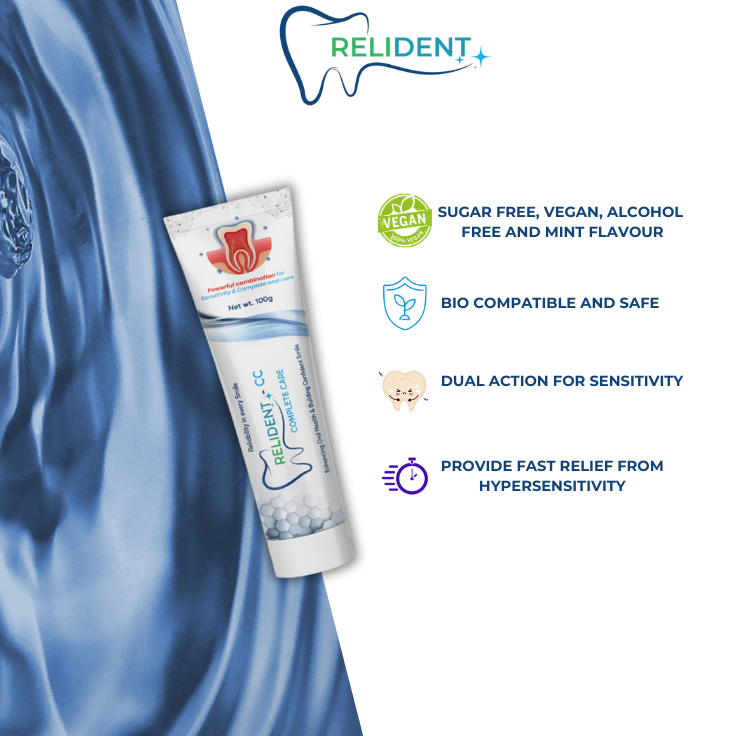 RELIDENT
VEGAN
100% VEGAN
SUGAR FREE, VEGAN, ALCOHOL
FREE AND MINT FLAVOUR
BIO COMPATIBLE AND SAFE
DUAL ACTION FOR SENSITIVITY
PROVIDE FAST RELIEF FROM
HYPERSENSITIVITY
Powerful combination for
Sensitivity & Complete oral care
Net wt. 100g
Reliability in every Smile
RELIDENT - CC
COMPLETE CARE
Enhancing Oral Health & Building Confident Smile